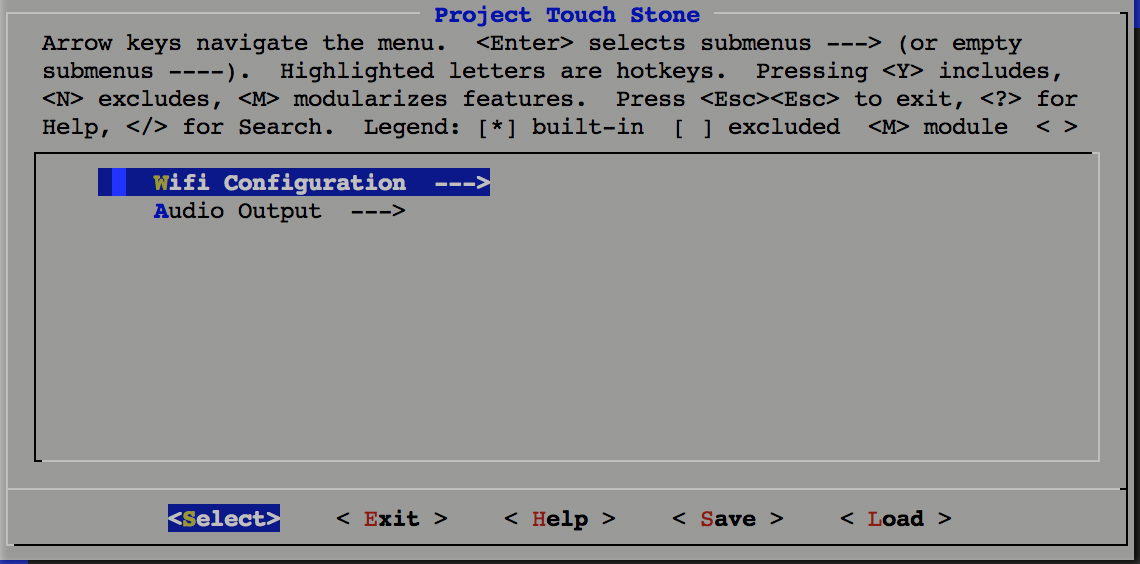 Project Touch Stone
Arrow keys navigate the menu.  <Enter> selects submenus ---> (or empty
submenus ----).  Highlighted letters are hotkeys.  Pressing <Y> includes,
<N> excludes, <M> modularizes features.  Press <Esc><Esc> to exit, <?> for
Help, </> for Search.  Legend: [*] built-in  [ ] excluded  <M> module  < >
Wifi Configuration  --->
Audio Output  --->
<Select>    < Exit >    < Help >    < Save >    < Load >